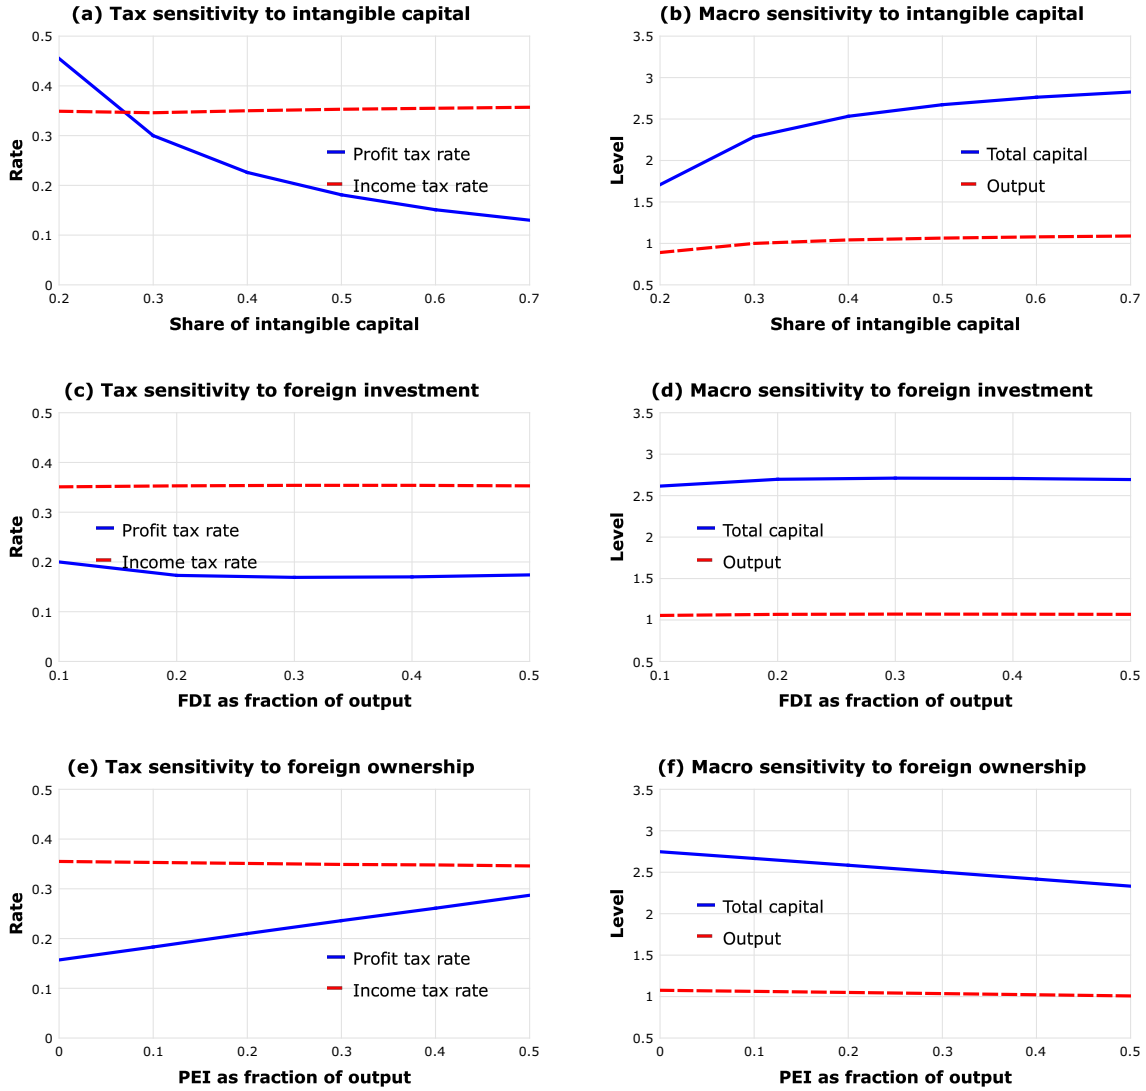 (a) Tax sensitivity to intangible capital
0.5
0.4
0.3
0.2
0.1
0
Rate
Profit tax rate
Income tax rate
0.2 0.3 0.4 0.5 0.6 0.7
Share of intangible capital
(b) Macro sensitivity to intangible capital
3.5
3
2.5
2
1.5
1
0.5
Level
Total capital
Output
0.2 0.3 0.4 0.5 0.6 0.7
Share of intangible capital
(c) Tax sensitivity to foreign investment
0.5
0.4
0.3
0.2
0.1
0
Rate
Profit tax rate
Income tax rate
0.1 0.2 0.3 0.4 0.5
FDI as fraction of output
(d) Macro sensitivity to foreign investment
3.5
3
2.5
2
1.5
1
0.5
Level
Total capital
Output
0.1 0.2 0.3 0.4 0.5
FDI as fraction of output
(e) Tax sensitivity to foreign ownership
0.5
0.4
0.3
0.2
0.1
0
Rate
Profit tax rate
Income tax rate
0 0.1 0.2 0.3 0.4 0.5
PEI as fraction of output
(f) Macro sensitivity to foreign ownership
3.5
3
2.5
2
1.5
1
0.5
Level
Total capital
Output
0 0.1 0.2 0.3 0.4 0.5
PEI as fraction of output